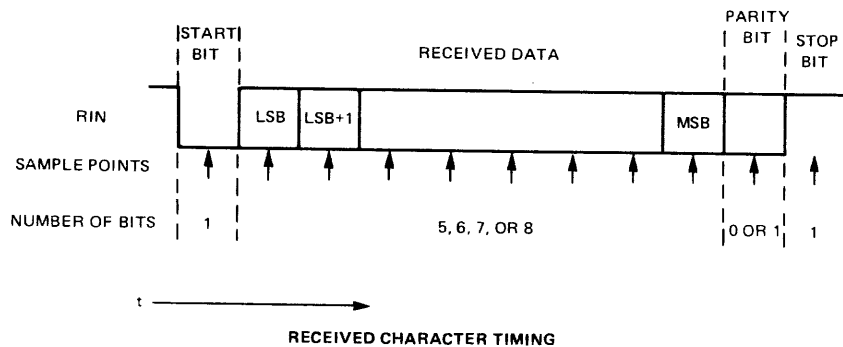 START BIT
RECEIVED DATA
PARITY BIT
STOP BIT
RIN
LSB
LSB+1
MSB
SAMPLE POINTS
NUMBER OF BITS
1
5, 6, 7, OR 8
0 OR 1
1
t
RECEIVED CHARACTER TIMING